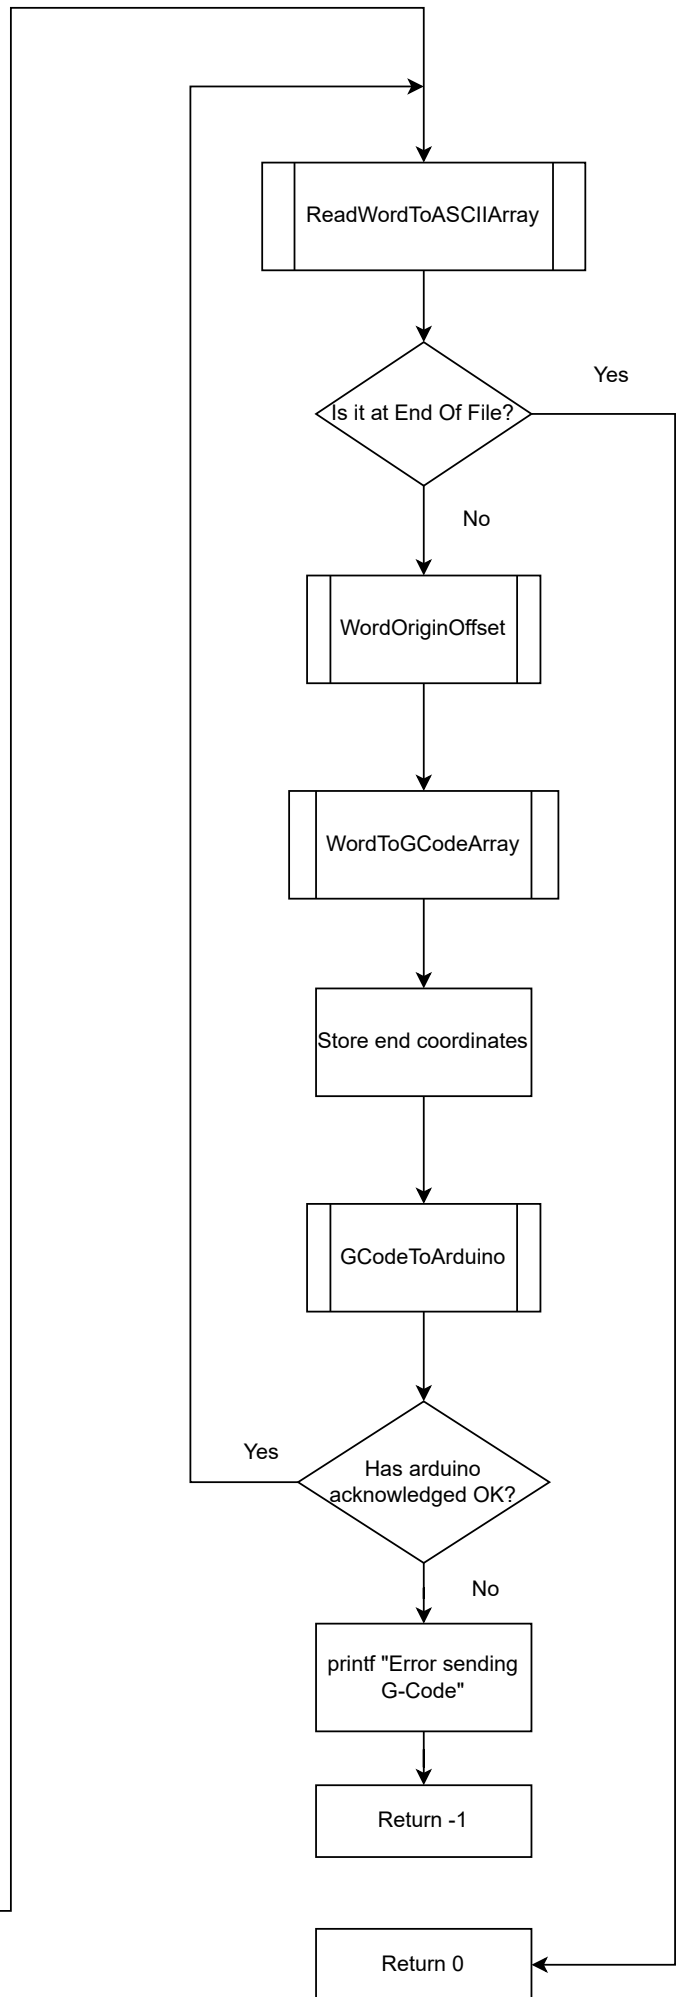 ReadWordToASCIIArray
Yes
Is it at End Of File?
No
WordOriginOffset
WordToGCodeArray
Store end coordinates
GCodeToArduino
Yes
Has arduino
acknowledged OK?
No
printf "Error sending
G-Code"
Return -1
Return 0